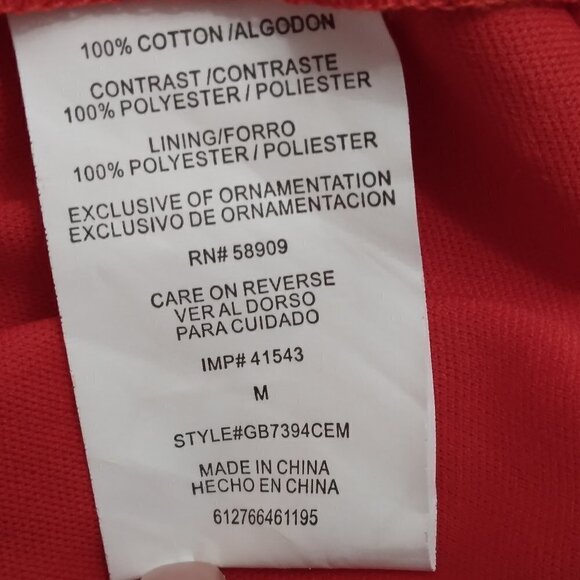 100% COTTON /ALGODON
CONTRAST /CONTRASTE
100% POLYESTER / POLIESTER
LINING/FORRO
100% POLYESTER / POLIESTER
EXCLUSIVE OF ORNAMENTATION
EXCLUSIVO DE ORNAMENTACION
RN# 58909
CARE ON REVERSE
VER AL DORSO
PARA CUIDADO
IMP# 41543
M
STYLE#GB7394CEM
MADE IN CHINA
HECHO EN CHINA
612766461195